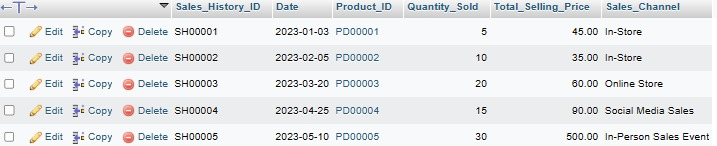 Sales_History_ID Date Product_ID Quantity_Sold Total_Selling_Price Sales_Channel
Edit Copy Delete SH00001 2023-01-03 PD00001 5 45.00 In-Store
Edit Copy Delete SH00002 2023-02-05 PD00002 10 35.00 In-Store
Edit Copy Delete SH00003 2023-03-20 PD00003 20 60.00 Online Store
Edit Copy Delete SH00004 2023-04-25 PD00004 15 90.00 Social Media Sales
Edit Copy Delete SH00005 2023-05-10 PD00005 30 500.00 In-Person Sales Event